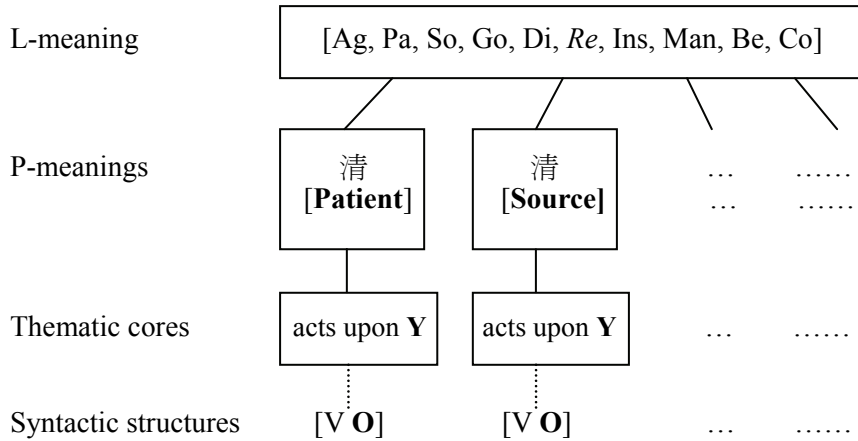 L-meaning [Ag, Pa, So, Go, Di, Re, Ins, Man, Be, Co]
P-meanings 清 清 … ……
[Patient] [Source] … ……
Thematic cores acts upon Y acts upon Y … ……
Syntactic structures [V O] [V O] … ……